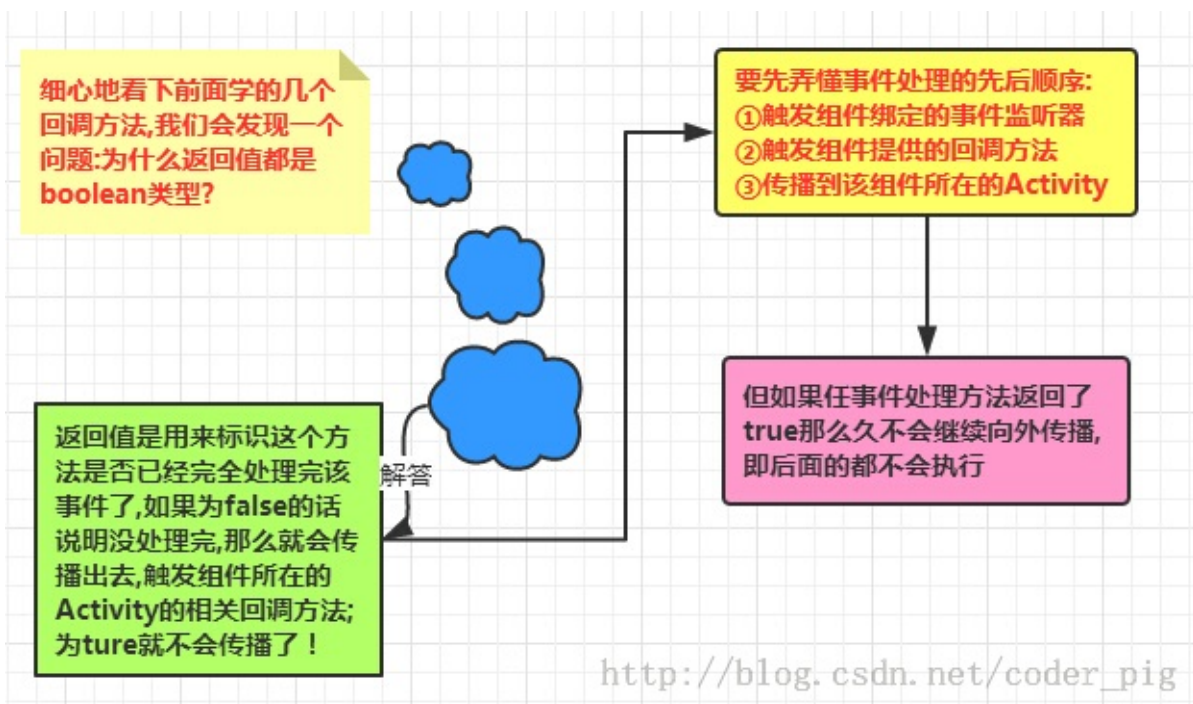 细心地看下前面学的几个
回调方法,我们会发现一个
问题:为什么返回值都是
boolean类型?
解答
返回值是用来标识这个方
法是否已经完全处理完该
事件了,如果为false的话
说明没处理完,那么就会传
播出去,触发组件所在的
Activity的相关回调方法;
为ture就不会传播了！
要先弄懂事件处理的先后顺序:
①触发组件绑定的事件监听器
②触发组件提供的回调方法
③传播到该组件所在的Activity
但如果任事件处理方法返回了
true那么久不会继续向外传播,
即后面的都不会执行
http://blog.csdn.net/coder_pig